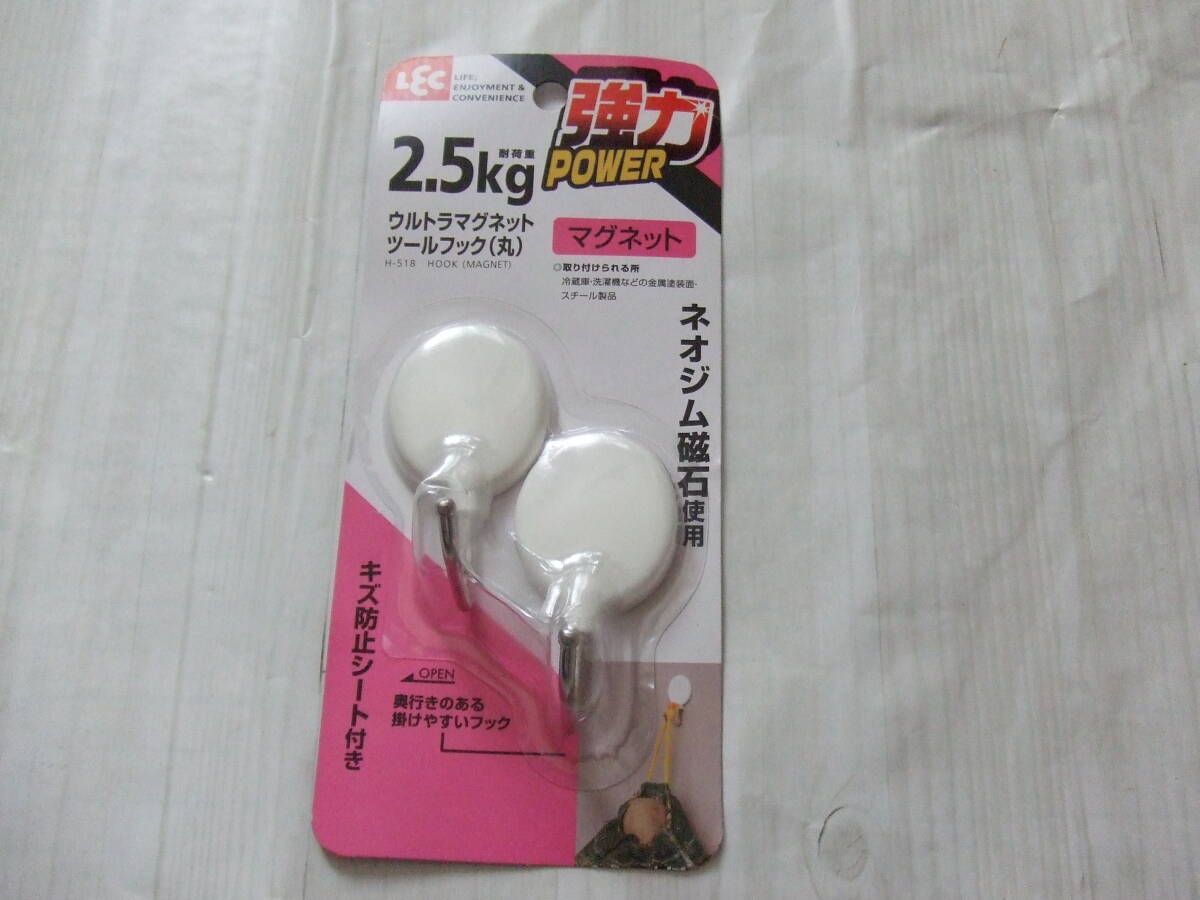 LEC
LIFE,
ENJOYMENT &
CONVENIENCE
強力
POWER
耐荷重
2.5kg
ウルトラマグネット
ツールフック(丸)
H-518 HOOK (MAGNET)
マグネット
◎取り付けられる所
冷蔵庫・洗濯機などの金属塗装面・
スチール製品
ネオジム磁石使用
キズ防止シート付き
OPEN
奥行きのある
掛けやすいフック